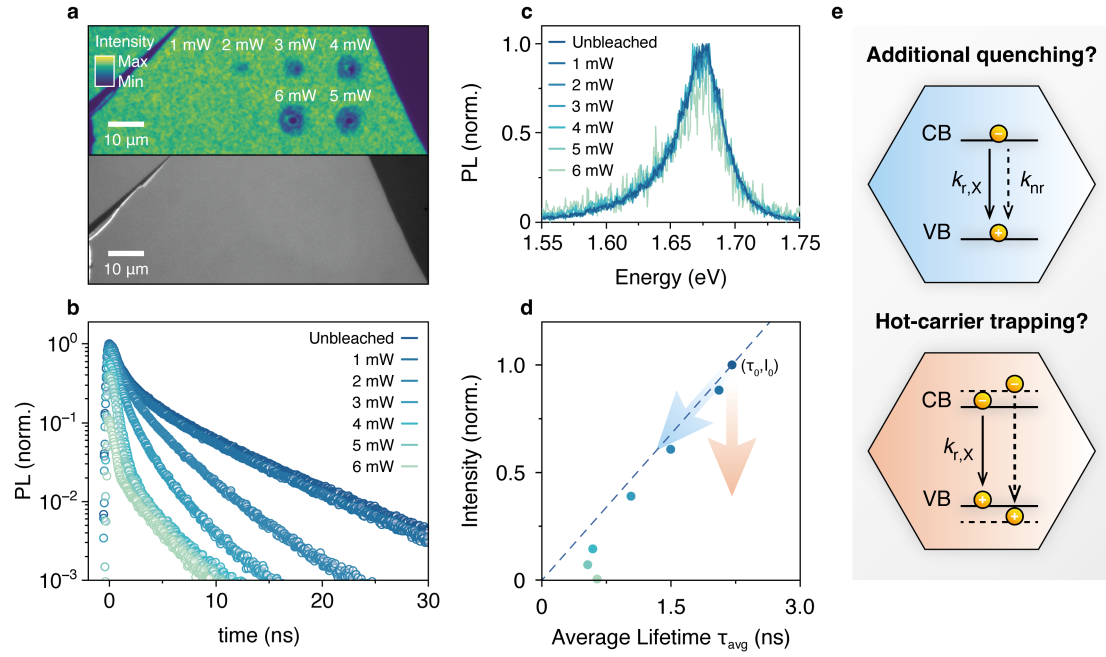 a
Intensity
Max
Min
1 mW
2 mW
3 mW
4 mW
6 mW
5 mW
10 µm
10 µm
b
PL (norm.)
10⁰
10⁻¹
10⁻²
10⁻³
Unbleached
1 mW
2 mW
3 mW
4 mW
5 mW
6 mW
0
10
20
30
time (ns)
c
PL (norm.)
1.0
0.5
0
Unbleached
1 mW
2 mW
3 mW
4 mW
5 mW
6 mW
1.55
1.60
1.65
1.70
1.75
Energy (eV)
d
Intensity (norm.)
1.0
0.5
0
(τ₀,I₀)
0
1.5
3.0
Average Lifetime τavg (ns)
e
Additional quenching?
CB
−
kr,X
knr
VB
+
Hot-carrier trapping?
−
CB
−
kr,X
VB
+
+